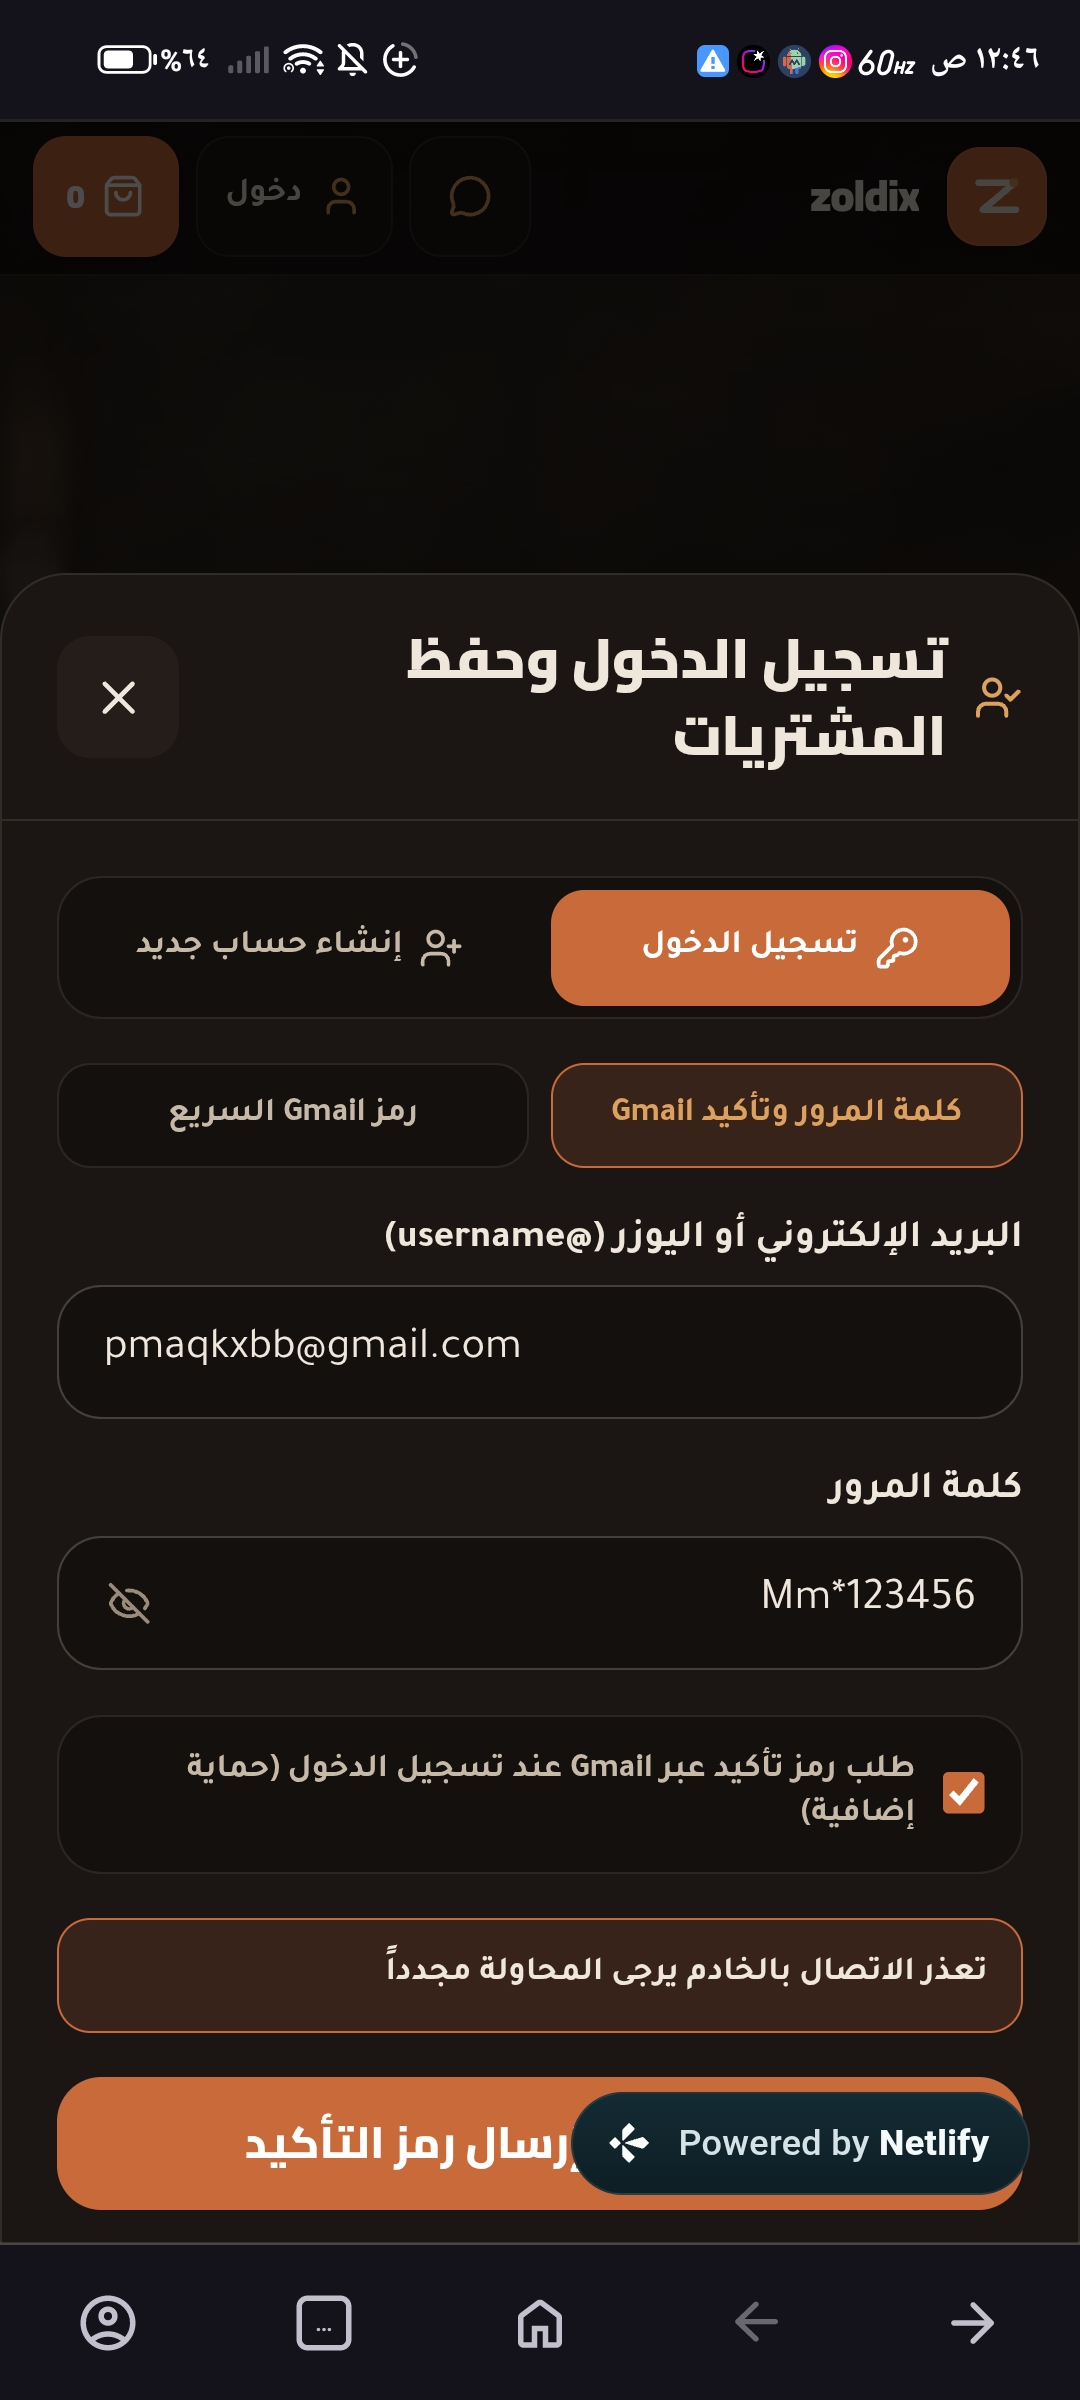 ١٢:٤٦ ص 60HZ
%٦٤
zoldix
دخول
0
تسجيل الدخول وحفظ
المشتريات
تسجيل الدخول
إنشاء حساب جديد
كلمة المرور وتأكيد Gmail
رمز Gmail السريع
البريد الإلكتروني أو اليوزر (@username)
pmaqkxbb@gmail.com
كلمة المرور
Mm*123456
طلب رمز تأكيد عبر Gmail عند تسجيل الدخول (حماية
إضافية)
تعذر الاتصال بالخادم يرجى المحاولة مجدداً
إرسال رمز التأكيد
Powered by Netlify